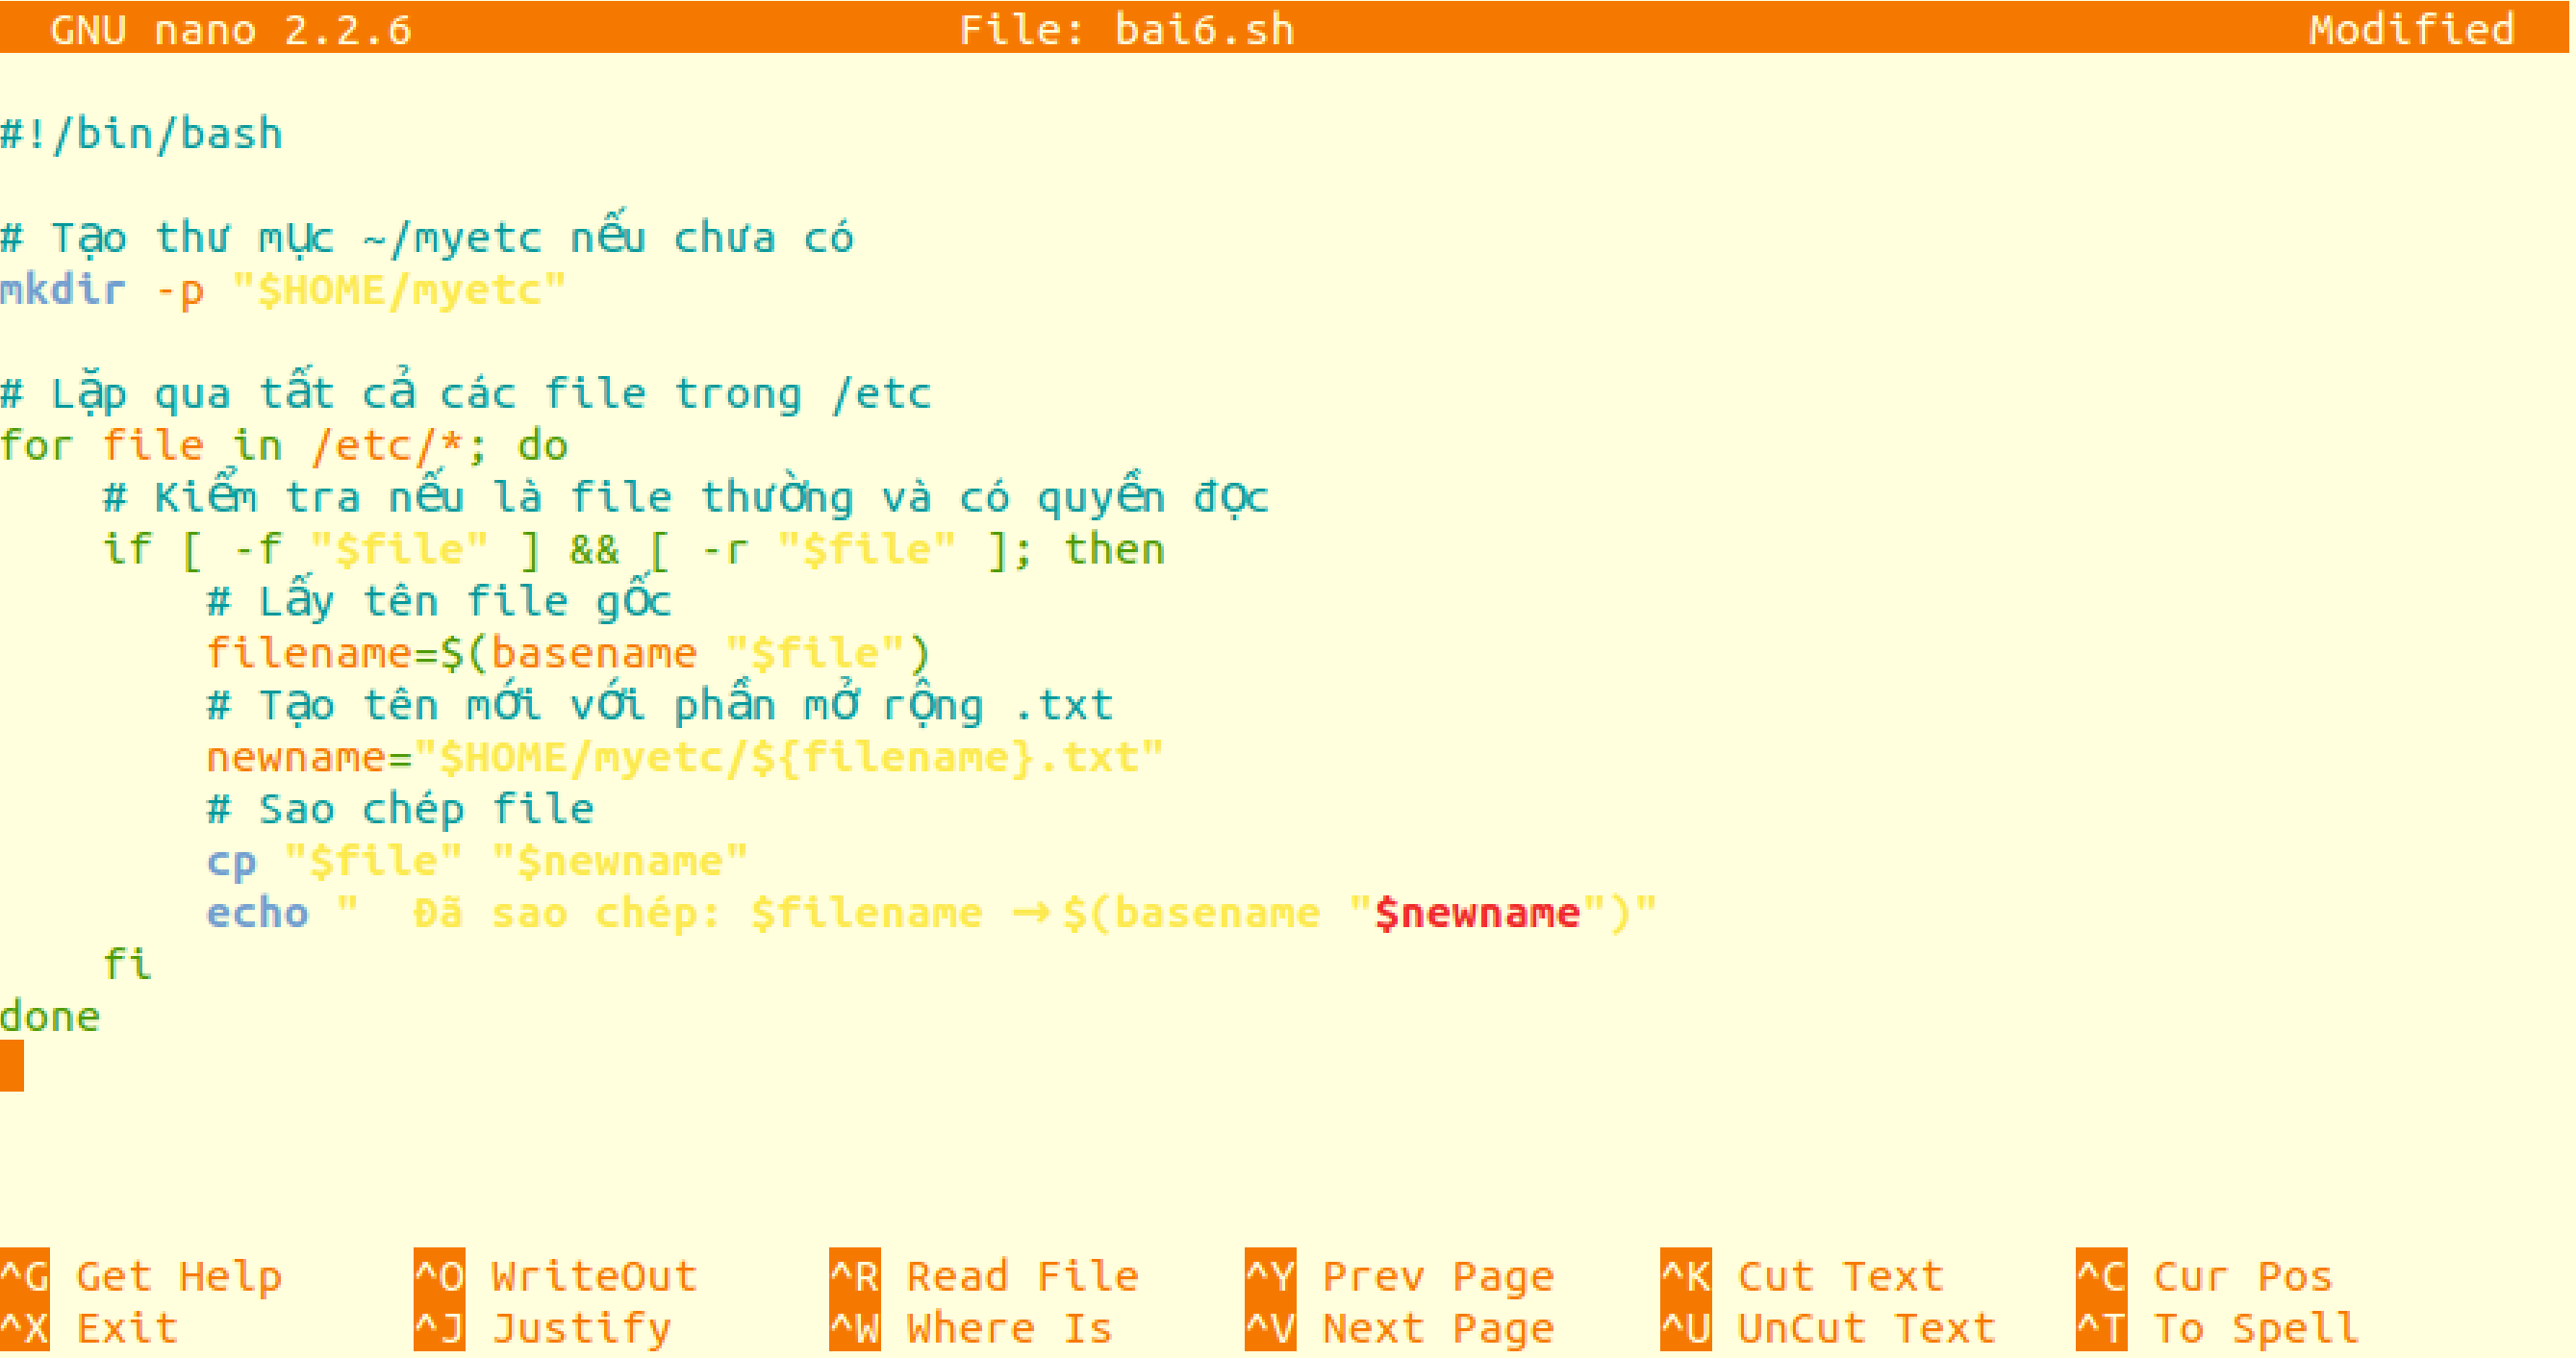 GNU nano 2.2.6 File: bai6.sh Modified
#!/bin/bash
# Tạo thư mục ~/myetc nếu chưa có
mkdir -p "$HOME/myetc"
# Lặp qua tất cả các file trong /etc
for file in /etc/*; do
    # Kiểm tra nếu là file thường và có quyền đọc
    if [ -f "$file" ] && [ -r "$file" ]; then
        # Lấy tên file gốc
        filename=$(basename "$file")
        # Tạo tên mới với phần mở rộng .txt
        newname="$HOME/myetc/${filename}.txt"
        # Sao chép file
        cp "$file" "$newname"
        echo "  Đã sao chép: $filename → $(basename "$newname")"
    fi
done
^G Get Help ^O WriteOut ^R Read File ^Y Prev Page ^K Cut Text ^C Cur Pos
^X Exit ^J Justify ^W Where Is ^V Next Page ^U UnCut Text ^T To Spell